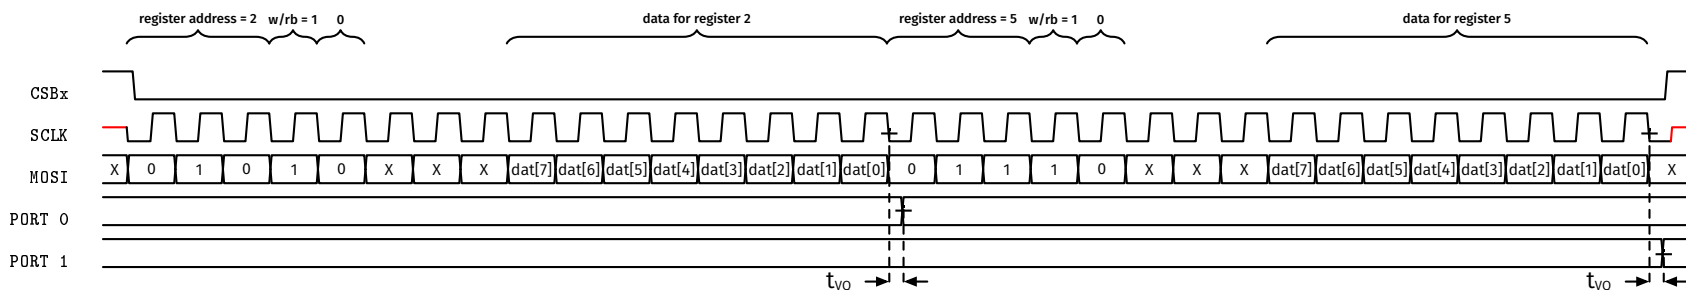 register address = 2 w/rb = 1 0 data for register 2 register address = 5 w/rb = 1 0 data for register 5
CSBx
SCLK
MOSI X 0 1 0 1 0 X X X dat[7] dat[6] dat[5] dat[4] dat[3] dat[2] dat[1] dat[0] 0 1 1 1 0 X X X dat[7] dat[6] dat[5] dat[4] dat[3] dat[2] dat[1] dat[0] X
PORT 0
PORT 1
tVO tVO